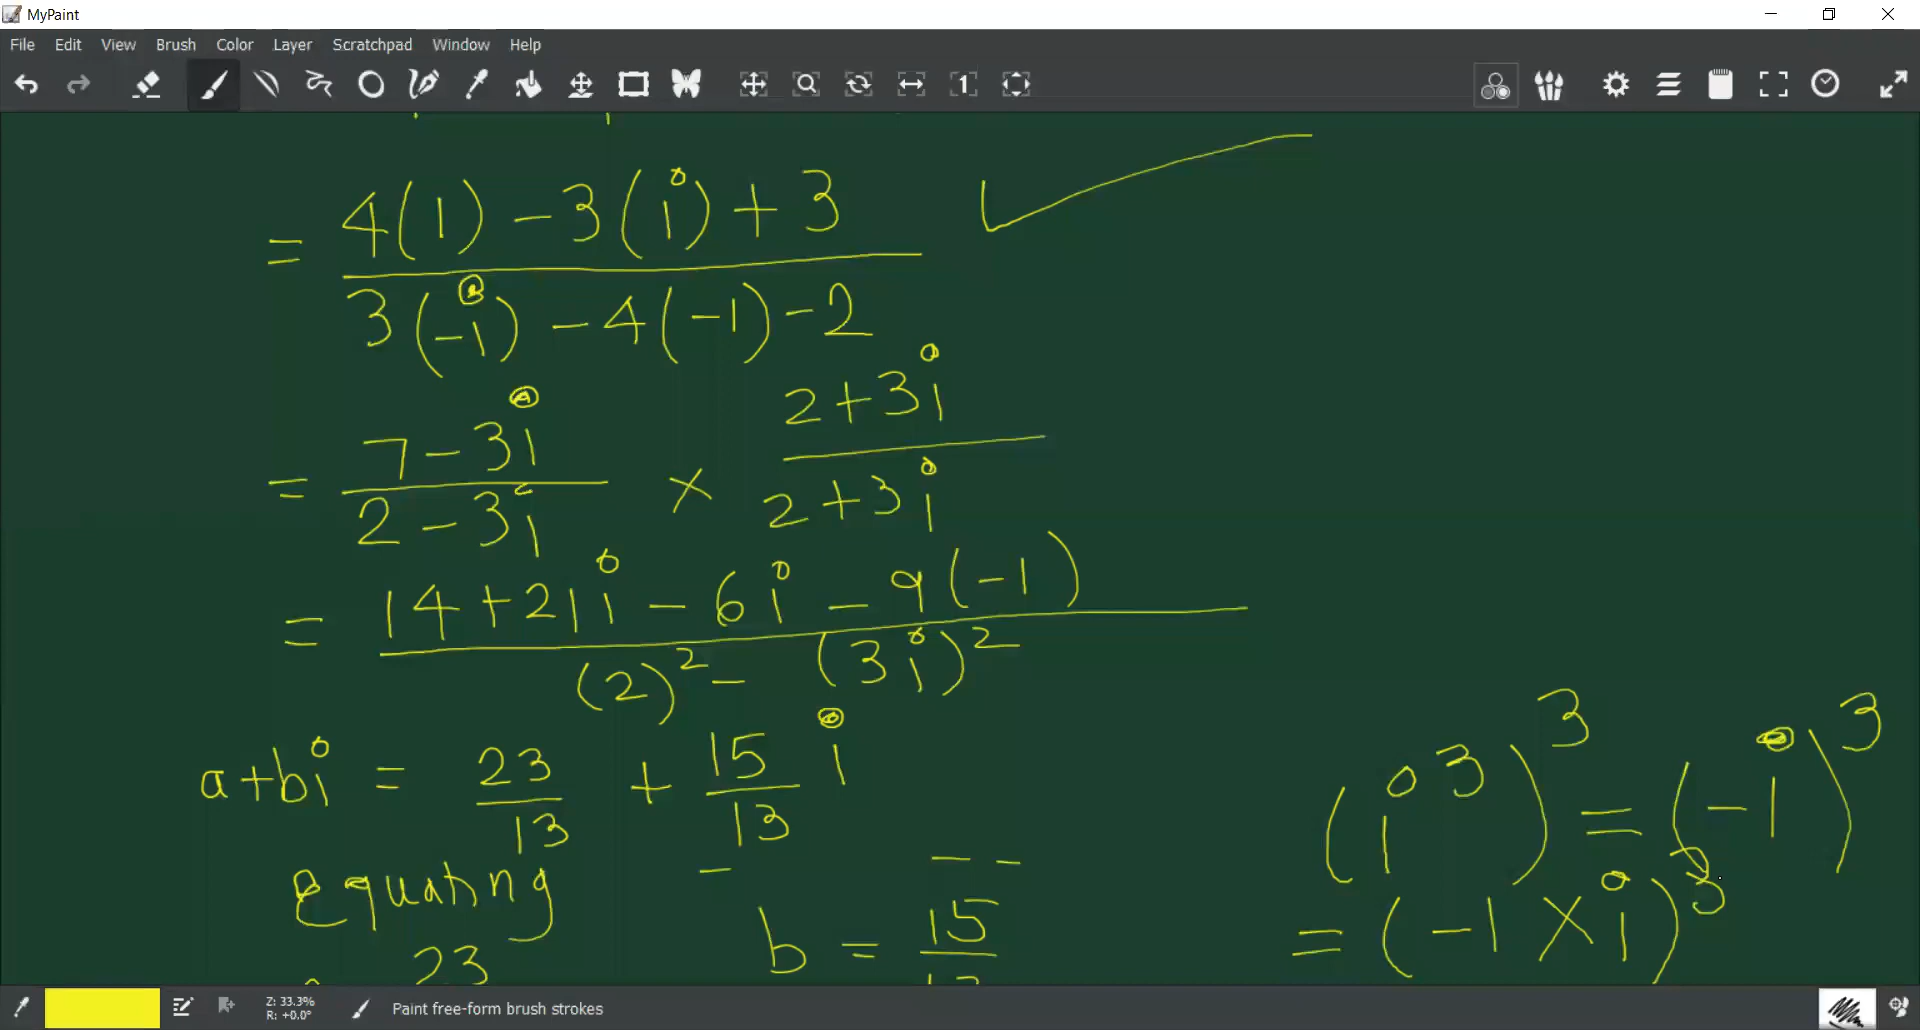 MyPaint
File Edit View Brush Color Layer Scratchpad Window Help
= 4(1) - 3(i) + 3
3(-i) - 4(-1) - 2
= 7 - 3i / 2 - 3i × 2 + 3i / 2 + 3i
= 14 + 21i - 6i - 9(-1)
(2)² - (3i)²
a + bi = 23/13 + 15/13 i
(i³)³ = (-i)³
Equating
= (-1 × i)³
23
b = 15
Z: 33.3%
R: +0.0°
Paint free-form brush strokes